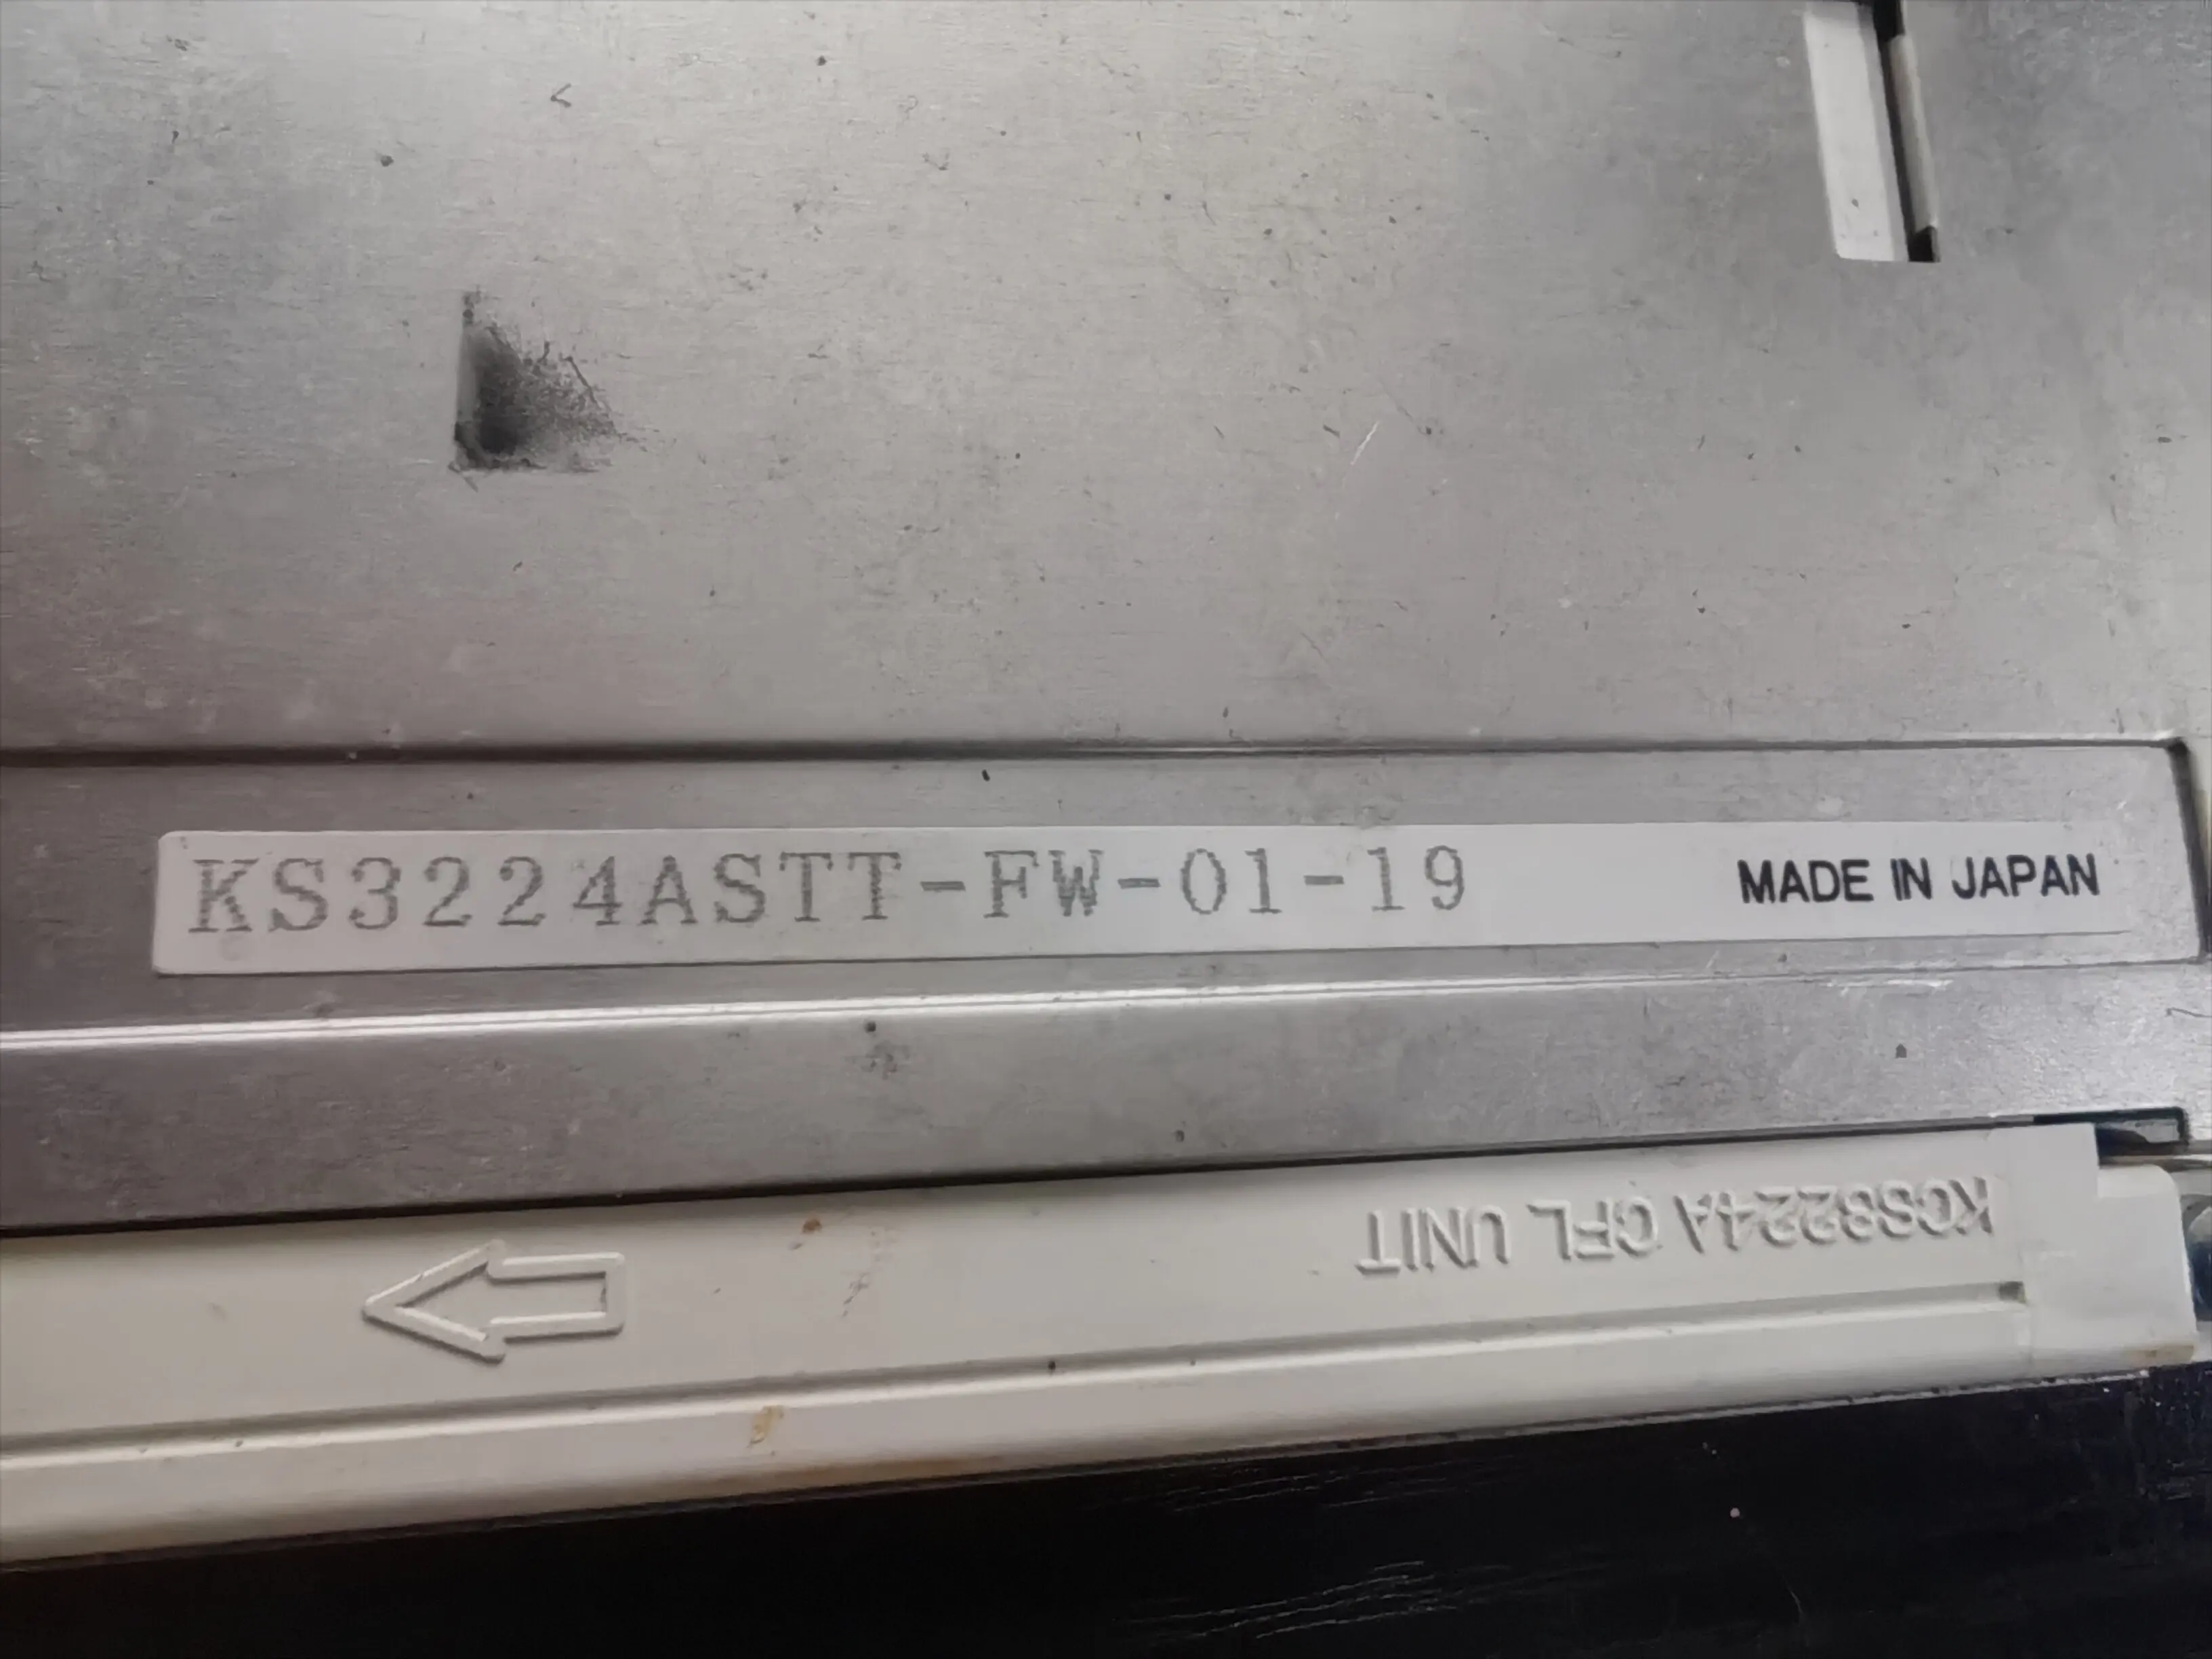 KS3224ASTT-FW-01-19 MADE IN JAPAN
KCS3224A CFL UNIT